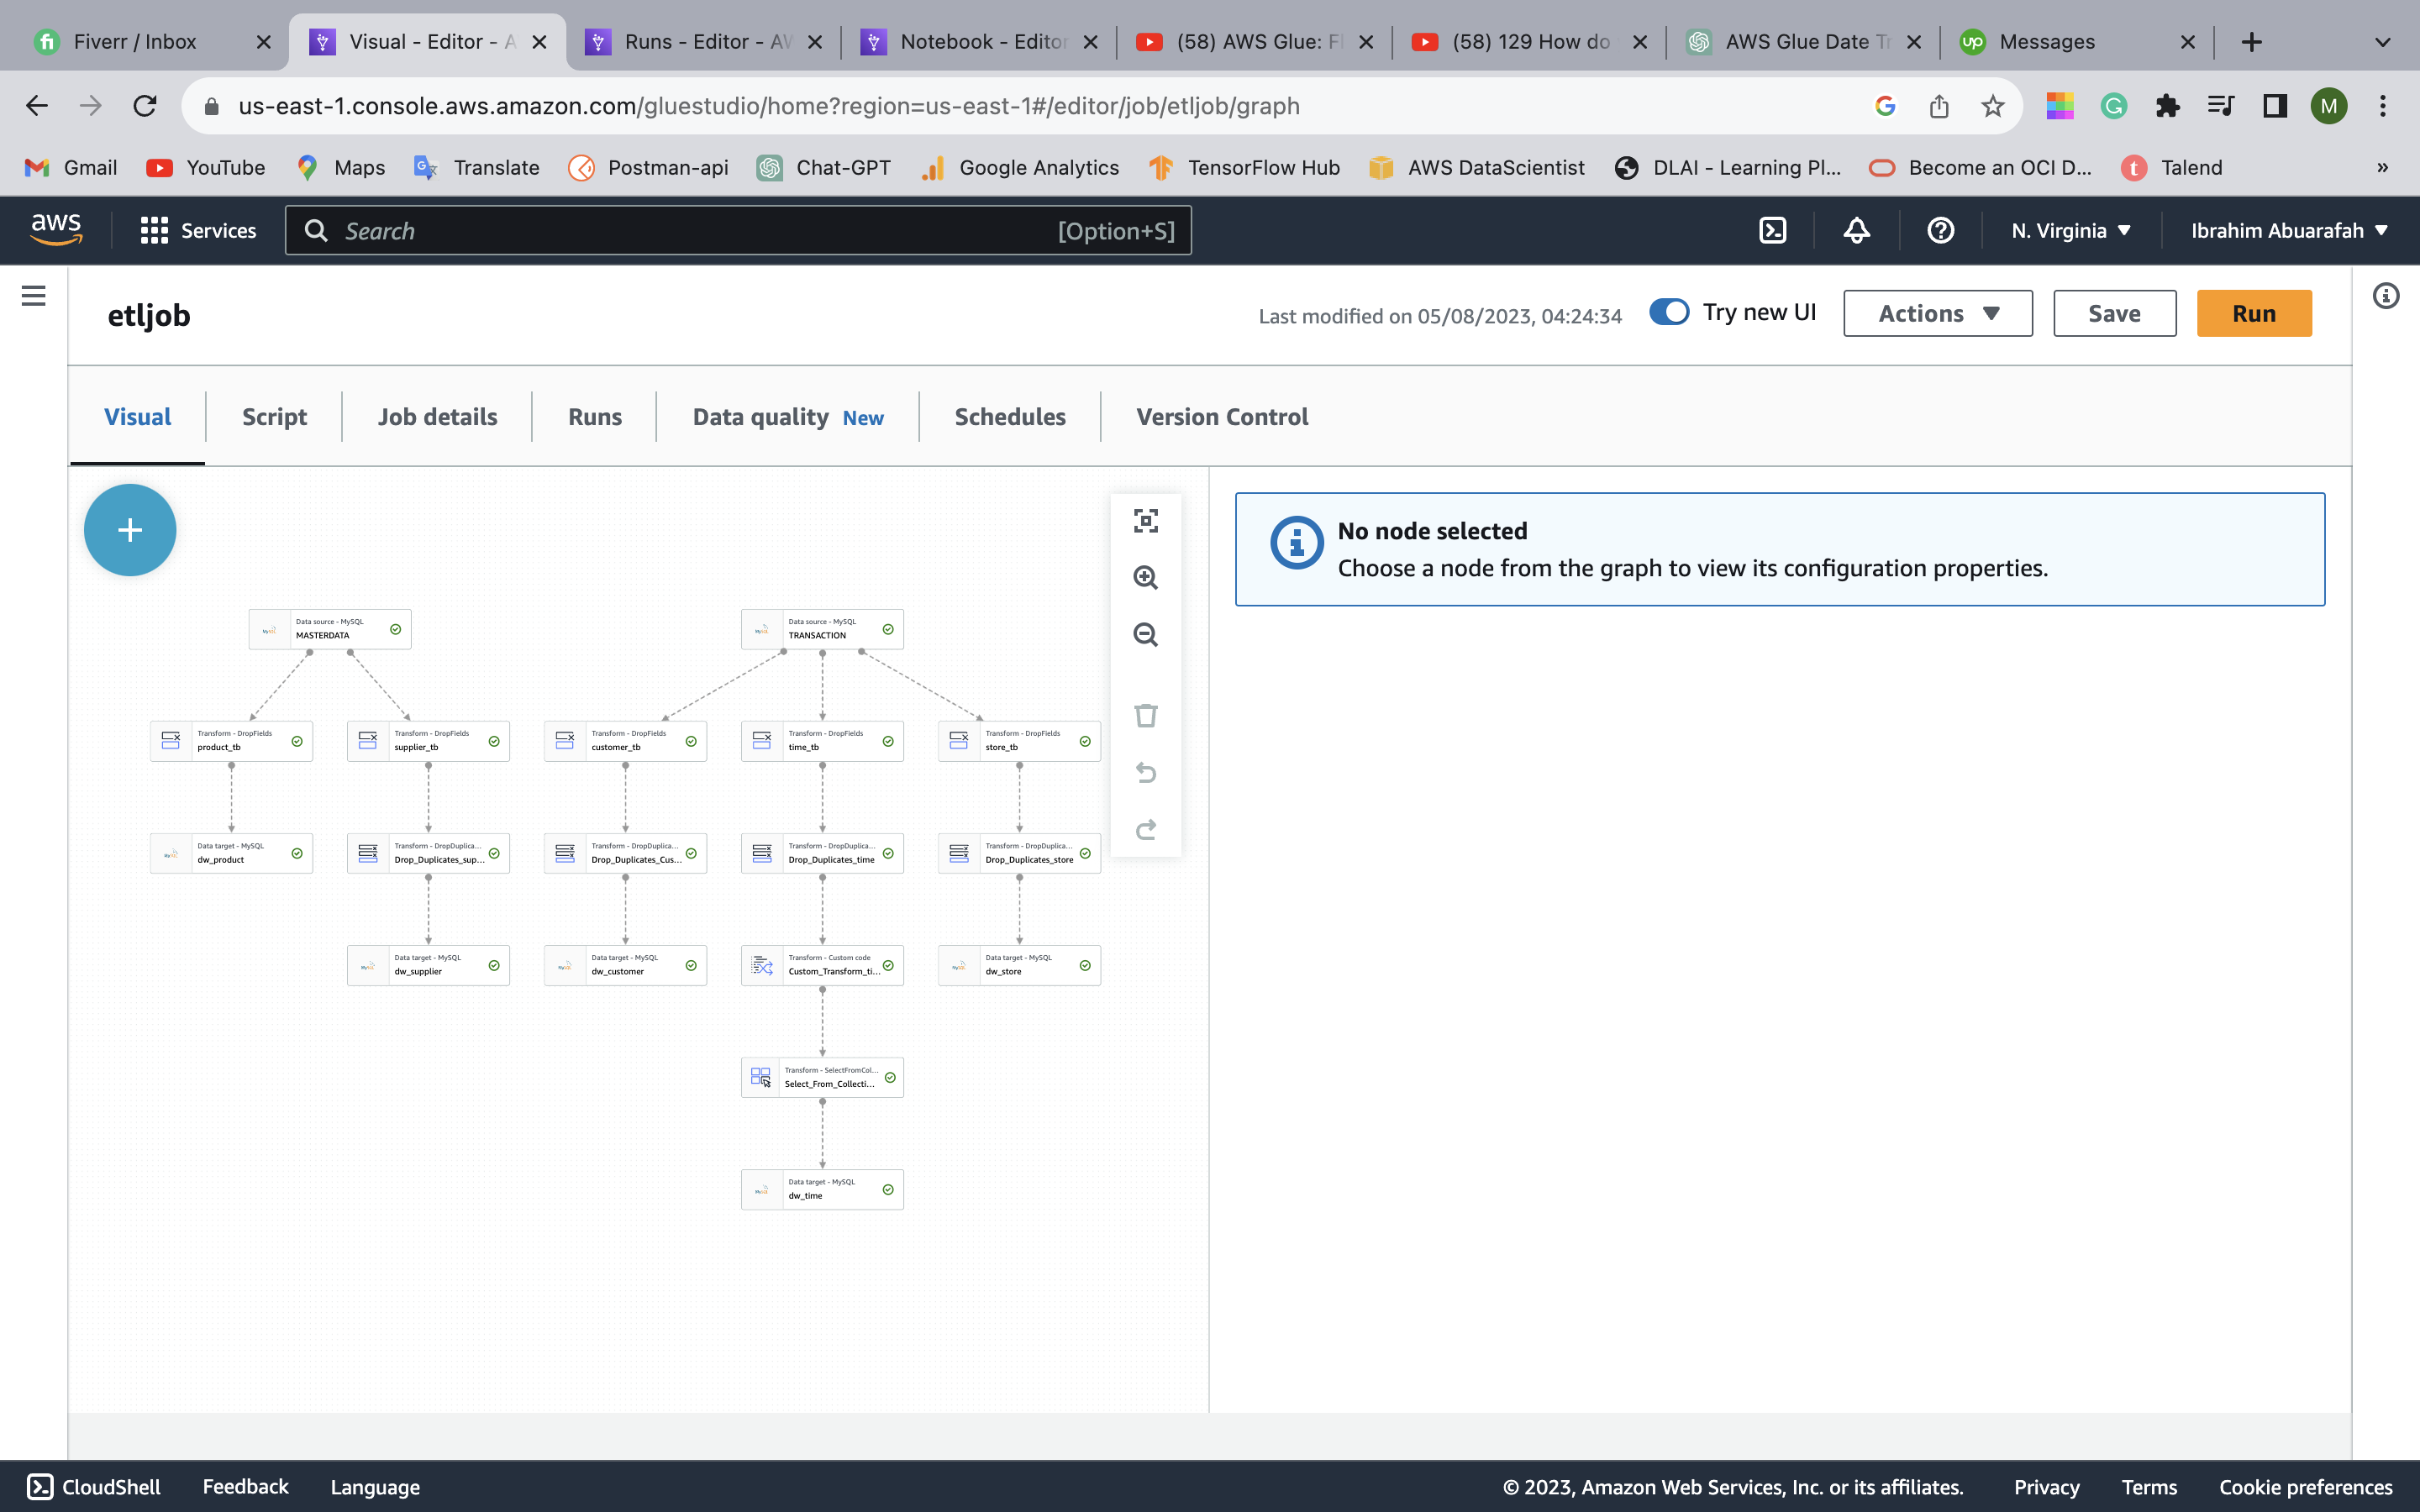 Fiverr / Inbox
Visual - Editor - A
Runs - Editor - AW
Notebook - Editor
(58) AWS Glue: Fl
(58) 129 How do
AWS Glue Date Tr
up Messages
us-east-1.console.aws.amazon.com/gluestudio/home?region=us-east-1#/editor/job/etljob/graph
M
Gmail
YouTube
Maps
Translate
Postman-api
Chat-GPT
Google Analytics
TensorFlow Hub
AWS DataScientist
DLAI - Learning Pl...
Become an OCI D...
Talend
»
aws
Services
Search
[Option+S]
N. Virginia
Ibrahim Abuarafah
etljob
Last modified on 05/08/2023, 04:24:34
Try new UI
Actions
Save
Run
Visual
Script
Job details
Runs
Data quality New
Schedules
Version Control
No node selected
Choose a node from the graph to view its configuration properties.
Data source - MySQL
MASTERDATA
Data source - MySQL
TRANSACTION
Transform - DropFields
product_tb
Transform - DropFields
supplier_tb
Transform - DropFields
customer_tb
Transform - DropFields
time_tb
Transform - DropFields
store_tb
Data target - MySQL
dw_product
Transform - DropDuplica...
Drop_Duplicates_sup...
Transform - DropDuplica...
Drop_Duplicates_Cus...
Transform - DropDuplica...
Drop_Duplicates_time
Transform - DropDuplica...
Drop_Duplicates_store
Data target - MySQL
dw_supplier
Data target - MySQL
dw_customer
Transform - Custom code
Custom_Transform_ti...
Data target - MySQL
dw_store
Transform - SelectFromCol...
Select_From_Collecti...
Data target - MySQL
dw_time
CloudShell
Feedback
Language
© 2023, Amazon Web Services, Inc. or its affiliates.
Privacy
Terms
Cookie preferences